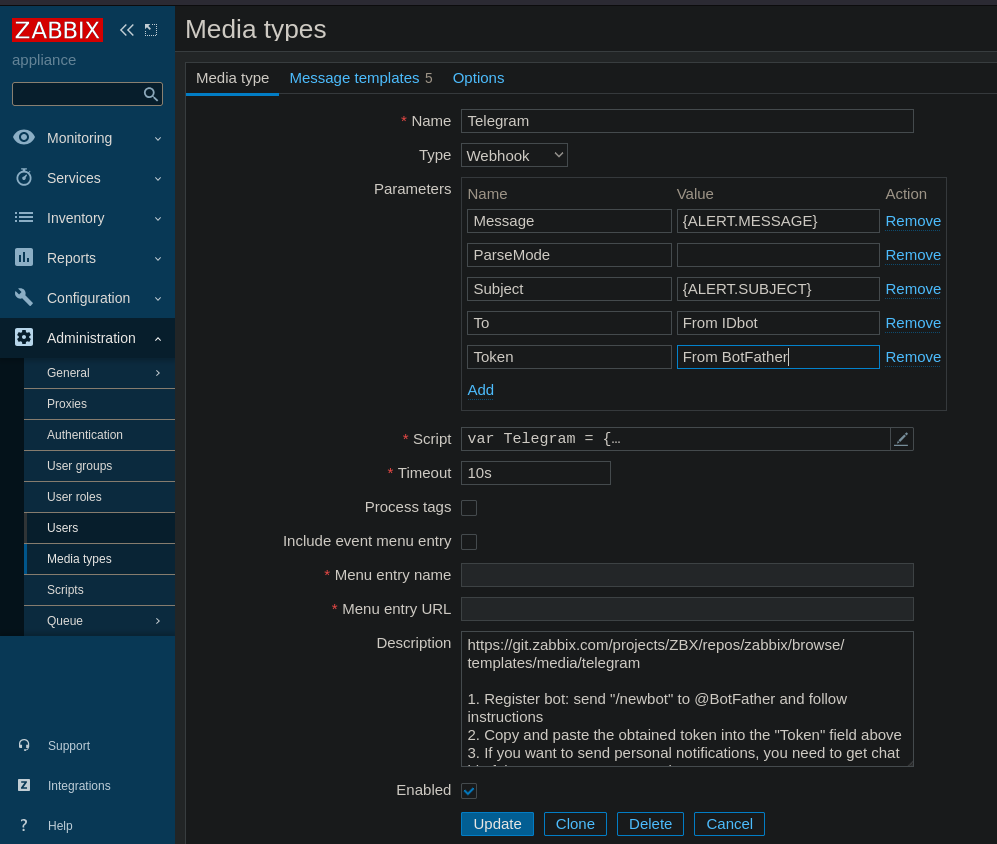 ZABBIX
appliance
Monitoring
Services
Inventory
Reports
Configuration
Administration
General
Proxies
Authentication
User groups
User roles
Users
Media types
Scripts
Queue
Support
Integrations
Help
Media types
Media type Message templates 5 Options
* Name Telegram
Type Webhook
Parameters Name Value Action
Message {ALERT.MESSAGE} Remove
ParseMode Remove
Subject {ALERT.SUBJECT} Remove
To From IDbot Remove
Token From BotFather Remove
Add
* Script var Telegram = {…
* Timeout 10s
Process tags
Include event menu entry
* Menu entry name
* Menu entry URL
Description https://git.zabbix.com/projects/ZBX/repos/zabbix/browse/
templates/media/telegram
1. Register bot: send "/newbot" to @BotFather and follow
instructions
2. Copy and paste the obtained token into the "Token" field above
3. If you want to send personal notifications, you need to get chat
Enabled
Update Clone Delete Cancel